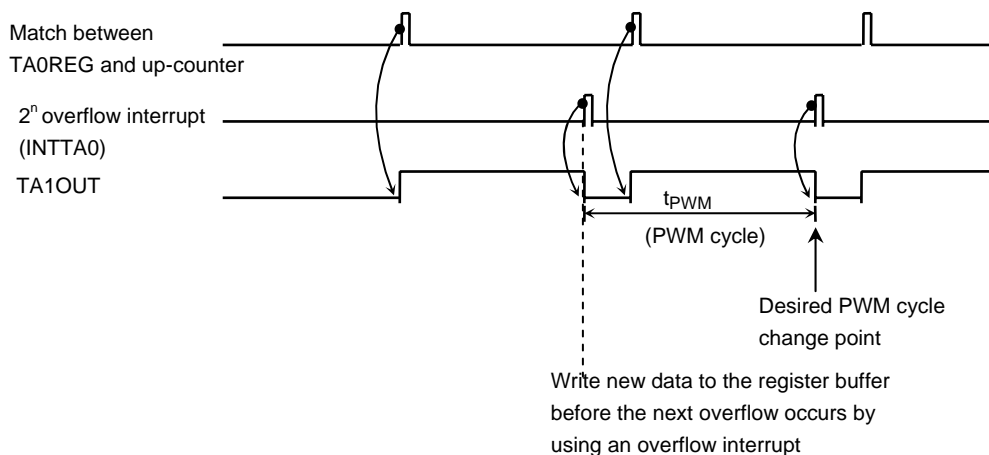 Match between
TA0REG and up-counter
2ⁿ overflow interrupt
(INTTA0)
TA1OUT
tPWM
(PWM cycle)
Desired PWM cycle
change point
Write new data to the register buffer
before the next overflow occurs by
using an overflow interrupt